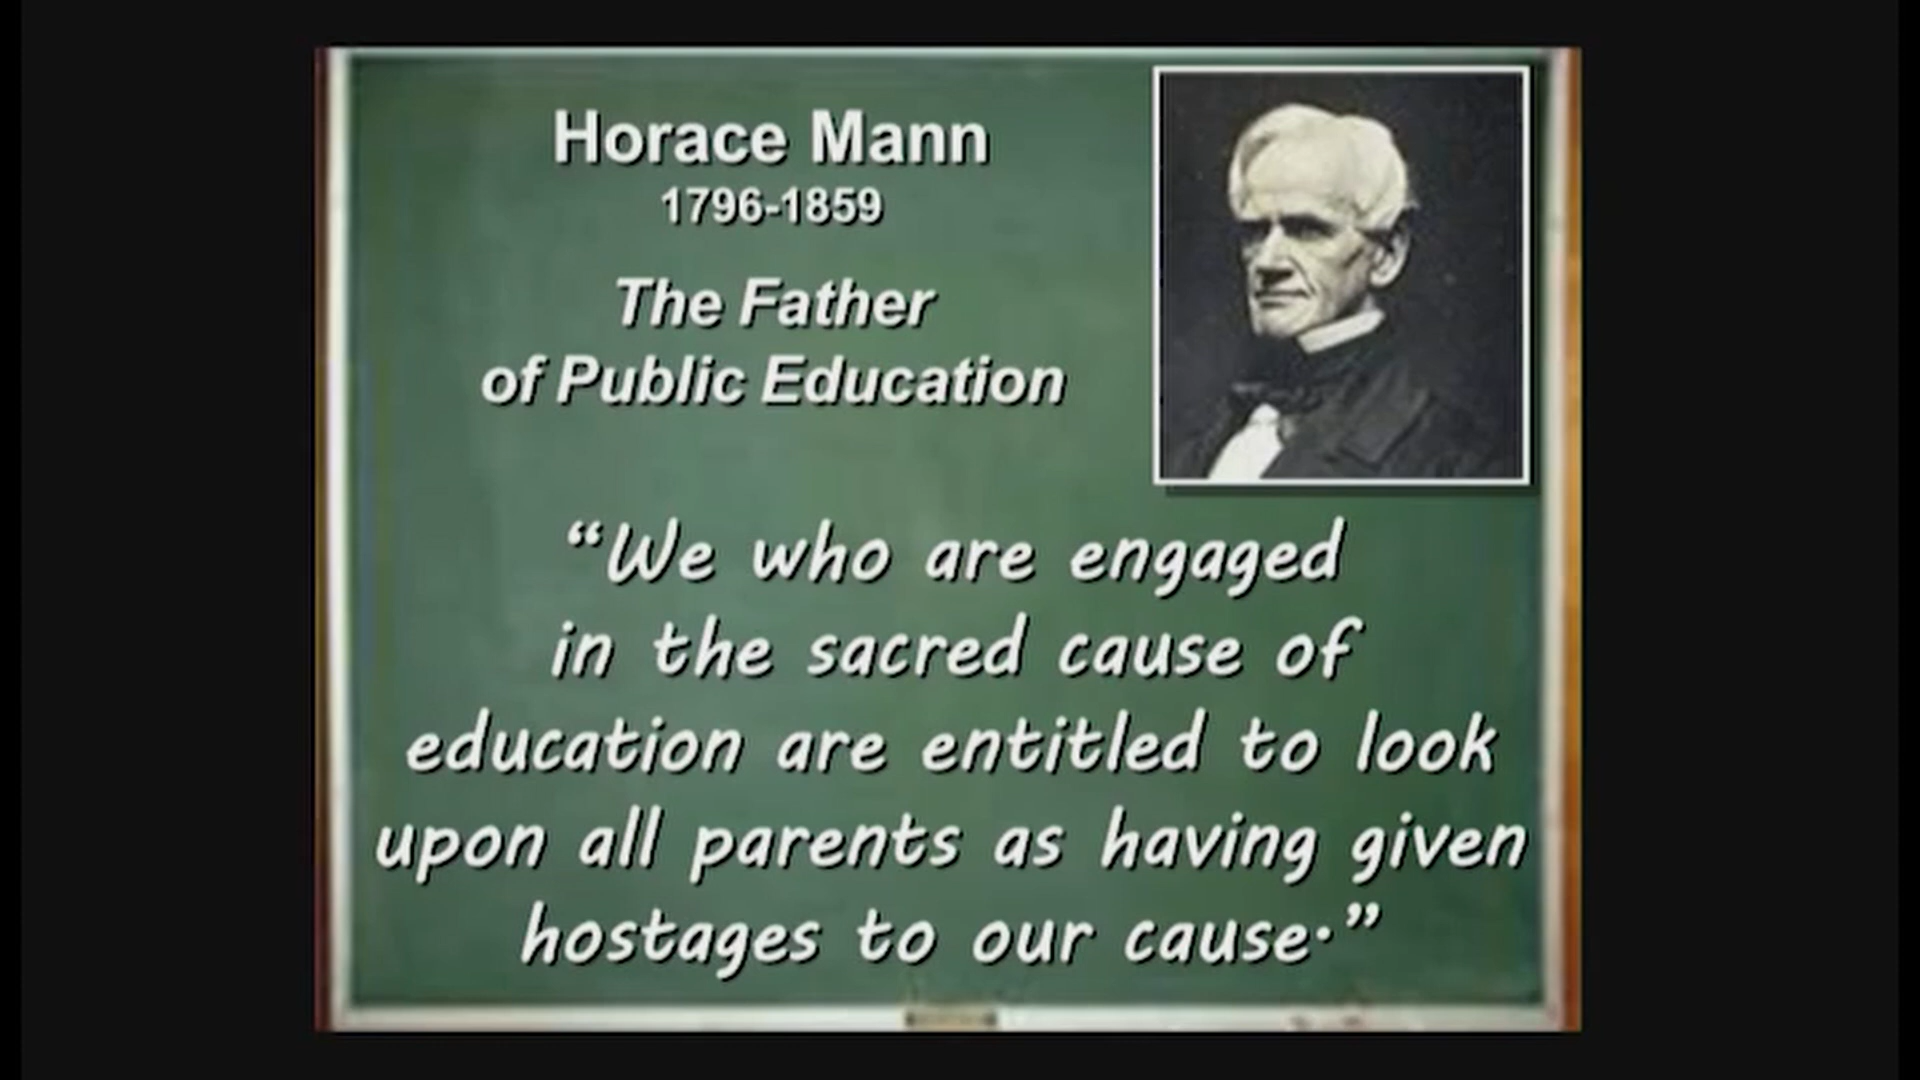 Horace Mann
1796-1859
The Father
of Public Education
“We who are engaged
in the sacred cause of
education are entitled to look
upon all parents as having given
hostages to our cause.”